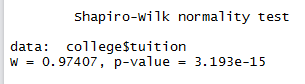 Shapiro-Wilk normality test
data:  college$tuition
W = 0.97407, p-value = 3.193e-15